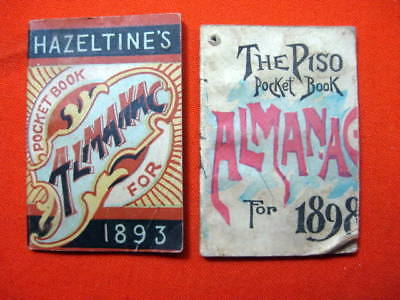 HAZELTINE'S
POCKET BOOK
ALMANAC
FOR
1893
THE PISO
Pocket Book
ALMANAC
For 1898